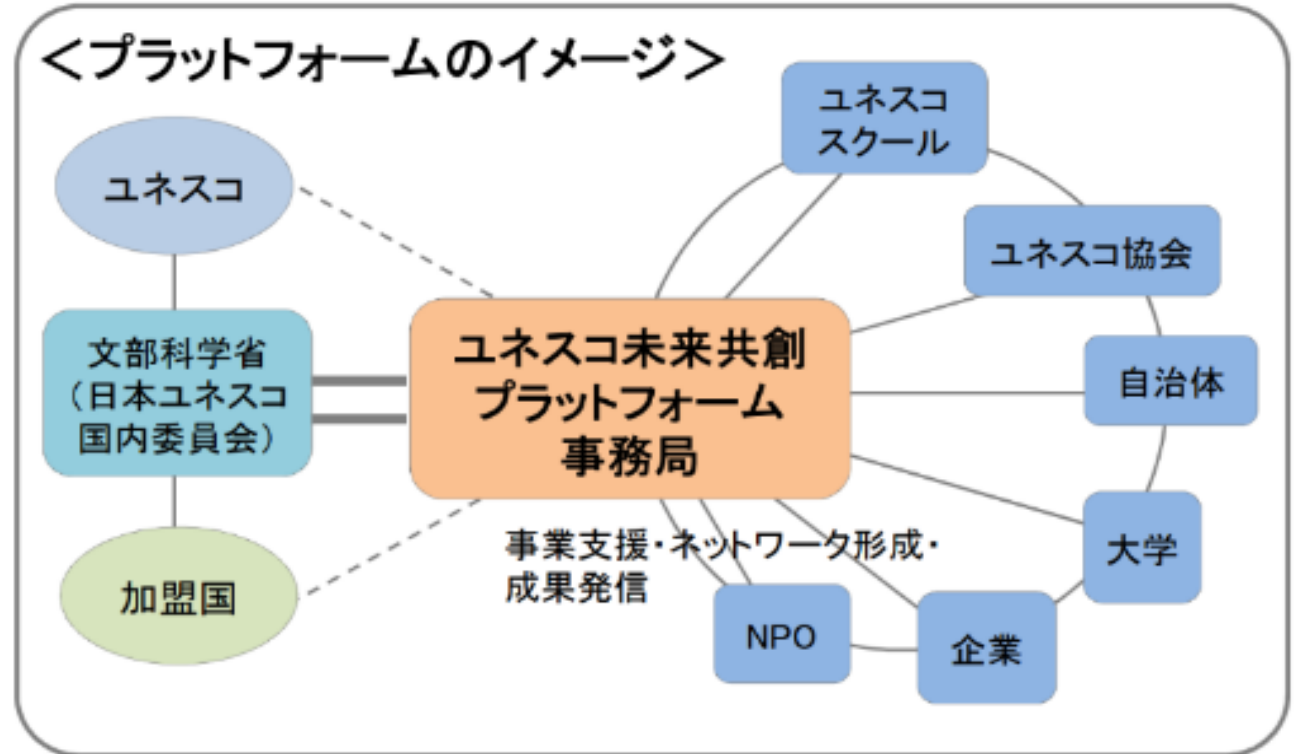 ＜プラットフォームのイメージ＞
ユネスコ
文部科学省
（日本ユネスコ
国内委員会）
加盟国
ユネスコ未来共創
プラットフォーム
事務局
事業支援・ネットワータ形成・
成果発信
ユネスコ
スクール
ユネスコ協会
自治体
大学
企業
NPO